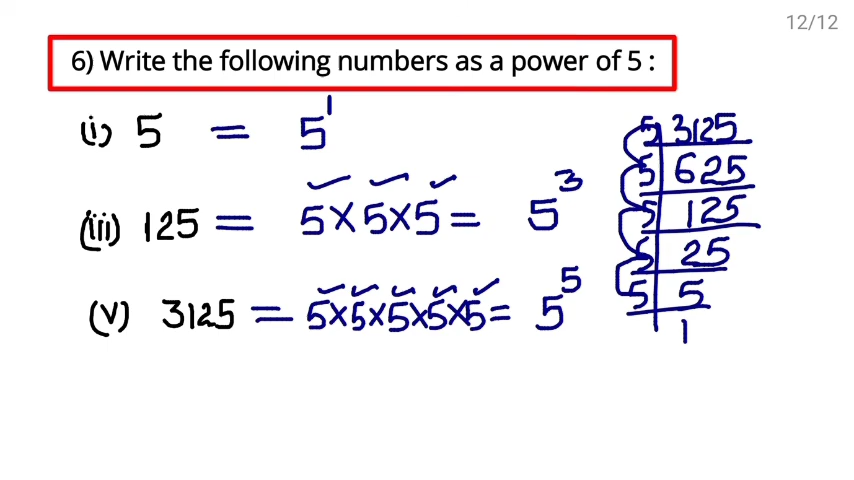 12/12
6) Write the following numbers as a power of 5 :
(i) 5 = 5¹
(iii) 125 = 5×5×5 = 5³
(v) 3125 = 5×5×5×5×5 = 5⁵
5 | 3125
5 | 625
5 | 125
5 | 25
5 | 5
1